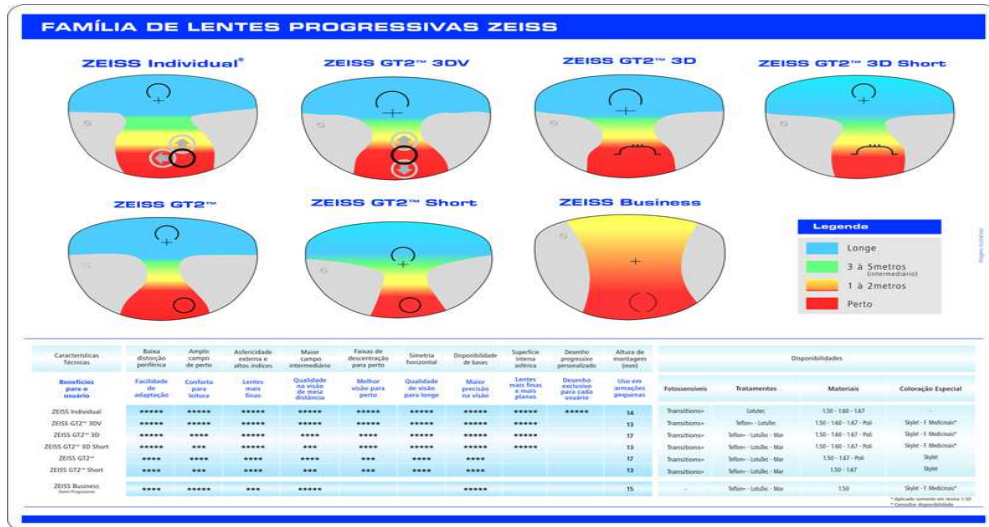 FAMÍLIA DE LENTES PROGRESSIVAS ZEISS
ZEISS Individual®
ZEISS GT2™ 3DV
ZEISS GT2™ 3D
ZEISS GT2™ 3D Short
ZEISS GT2™
ZEISS GT2™ Short
ZEISS Business
Legenda
Longe
3 à 5metros
(intermediário)
1 à 2metros
Perto
Características Técnicas
Baixa distorção periférica
Amplo campo de perto
Asfericidade externa e altos índices
Maior campo intermediário
Faixas de descentração para perto
Simetria horizontal
Disponibilidade de bases
Superfície interna asférica
Desenho progressivo personalizado
Altura de montagem (mm)
Disponibilidades
Benefícios para o usuário
Facilidade de adaptação
Conforto para leitura
Lentes mais finas
Qualidade na visão de mesa distância
Melhor visão para perto
Qualidade de visão para longe
Maior precisão na visão
Lentes mais finas e mais planas
Desenho exclusivo para cada usuário
Uso em armações pequenas
Fotossensíveis
Tratamentos
Materiais
Coloração Especial
ZEISS Individual ***** ***** ***** ***** ***** ***** ***** ***** ***** 14 Transitions® Lotutec 1.50 - 1.60 - 1.67 -
ZEISS GT2™ 3DV ***** ***** ***** ***** ***** ***** ***** ***** 13 Transitions® Teflon® - Lotutec 1.50 - 1.60 - 1.67 - Poli Skylet - F. Medicinais*
ZEISS GT2™ 3D ***** **** ***** **** **** ***** ***** ***** 17 Transitions® Teflon® - LotuTec - Mar 1.50 - 1.60 - 1.67 - Poli Skylet - F. Medicinais*
ZEISS GT2™ 3D Short ***** *** ***** *** **** ***** ***** ***** 13 Transitions® Teflon® - LotuTec - Mar 1.50 - 1.60 - 1.67 - Poli Skylet - F. Medicinais*
ZEISS GT2™ **** **** **** **** *** **** **** 17 Transitions® Teflon® - LotuTec - Mar 1.50 - 1.67 - Poli Skylet
ZEISS GT2™ Short **** *** **** *** *** **** **** 13 Transitions® Teflon® - LotuTec - Mar 1.50 - 1.67 Skylet
ZEISS Business **** ***** *** ***** ***** 15 - Teflon® - LotuTec - Mar 1.50 Skylet - F. Medicinais*
* Aplicado somente em resina 1.50
* Consultar disponibilidade